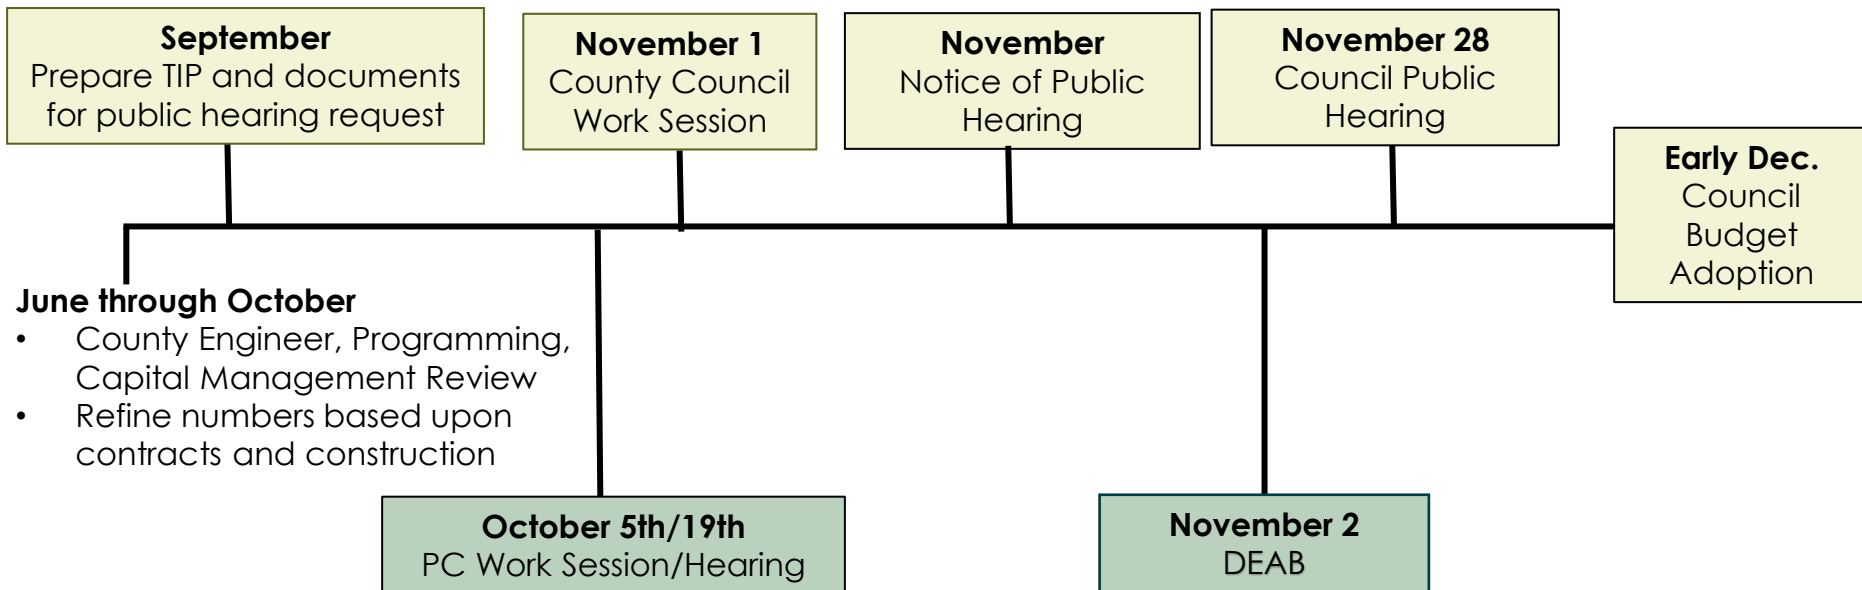 September
Prepare TIP and documents
for public hearing request
November 1
County Council
Work Session
November
Notice of Public
Hearing
November 28
Council Public
Hearing
Early Dec.
Council
Budget
Adoption
June through October
• County Engineer, Programming,
Capital Management Review
• Refine numbers based upon
contracts and construction
October 5th/19th
PC Work Session/Hearing
November 2
DEAB